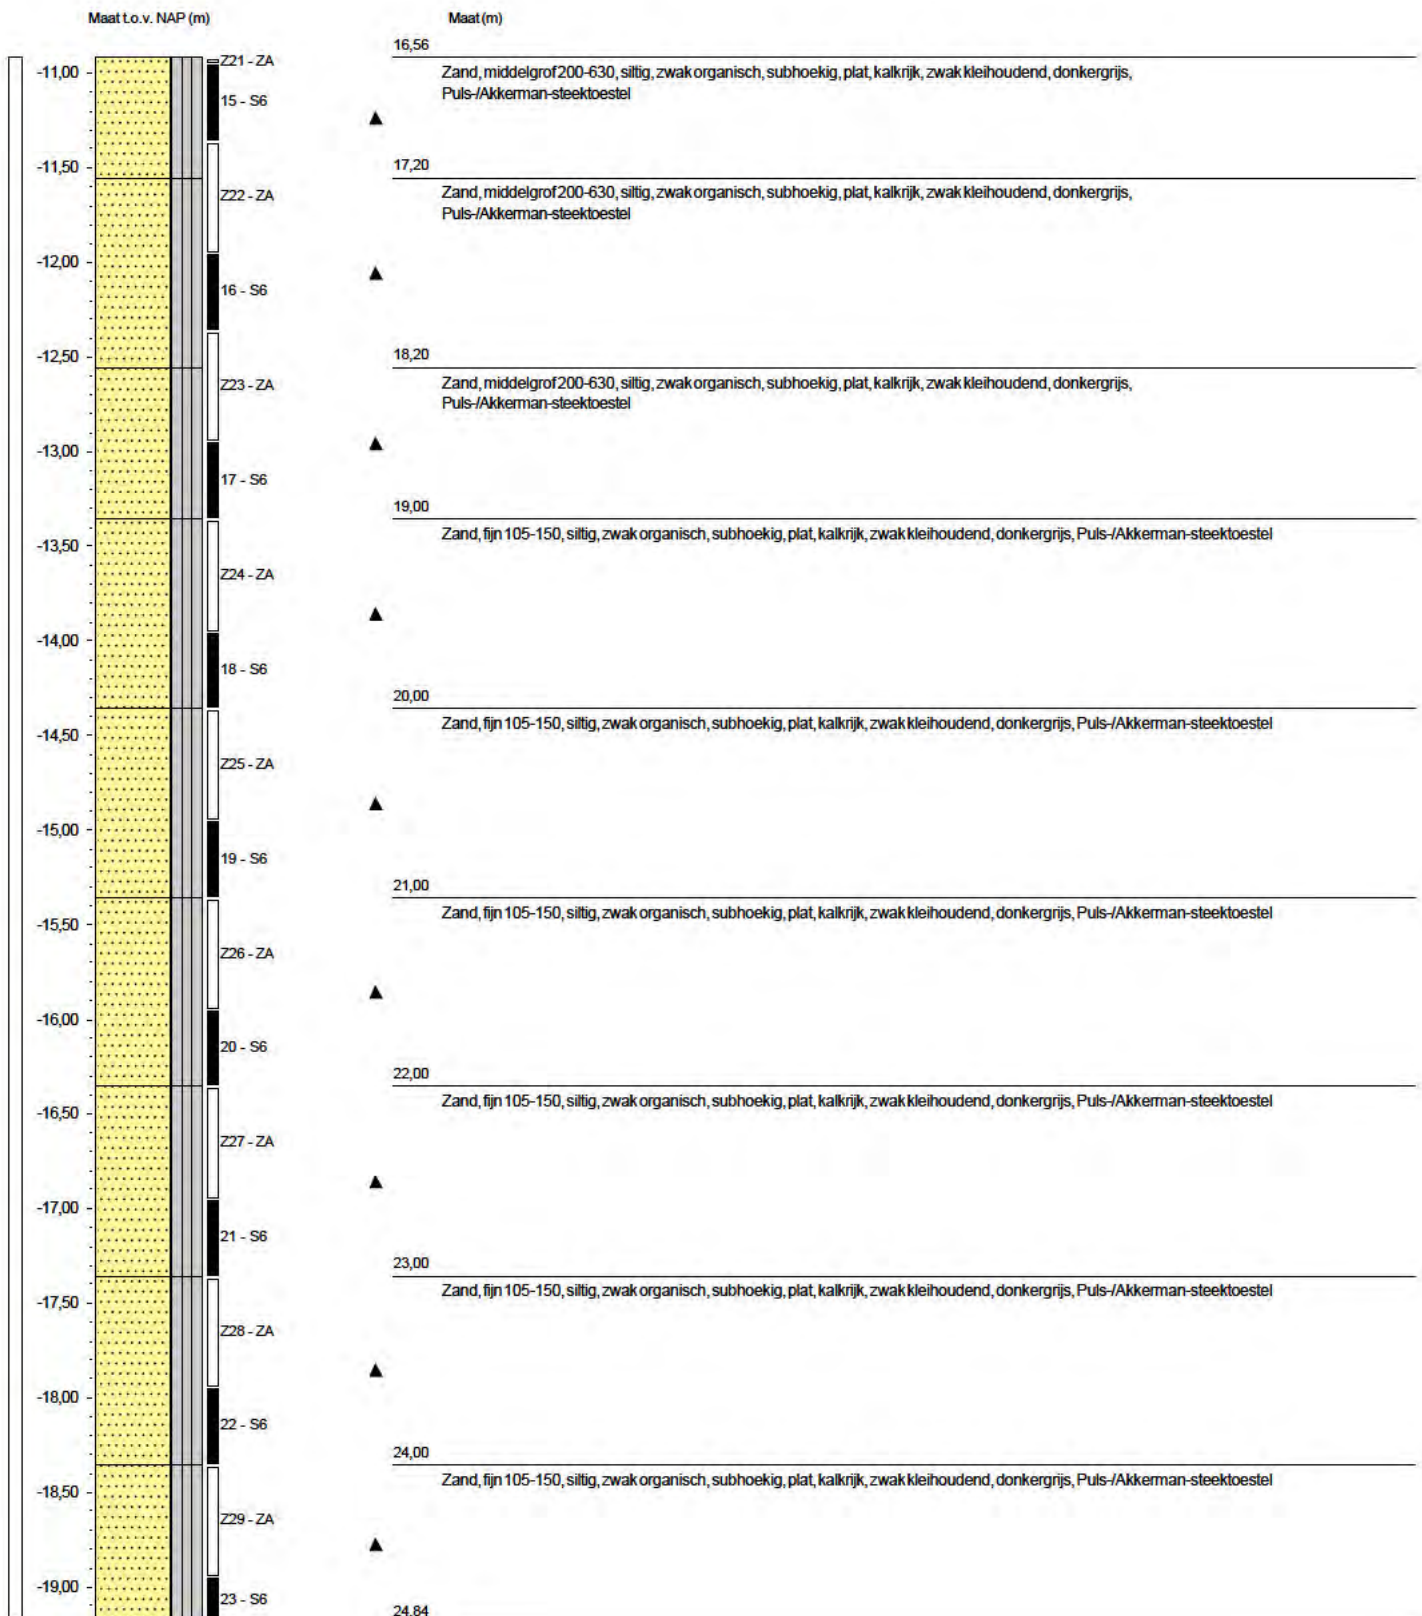 Maat t.o.v. NAP (m)
Maat (m)
16,56
Z21 - ZA
-11,00
Zand, middelgrof 200-630, siltig, zwak organisch, subhoekig, plat, kalkrijk, zwak kleihoudend, donkergrijs,
Puls-/Akkerman-steektoestel
15 - S6
-11,50
17,20
Z22 - ZA
Zand, middelgrof 200-630, siltig, zwak organisch, subhoekig, plat, kalkrijk, zwak kleihoudend, donkergrijs,
Puls-/Akkerman-steektoestel
-12,00
16 - S6
-12,50
18,20
Z23 - ZA
Zand, middelgrof 200-630, siltig, zwak organisch, subhoekig, plat, kalkrijk, zwak kleihoudend, donkergrijs,
Puls-/Akkerman-steektoestel
-13,00
17 - S6
19,00
-13,50
Zand, fijn 105-150, siltig, zwak organisch, subhoekig, plat, kalkrijk, zwak kleihoudend, donkergrijs, Puls-/Akkerman-steektoestel
Z24 - ZA
-14,00
18 - S6
20,00
-14,50
Zand, fijn 105-150, siltig, zwak organisch, subhoekig, plat, kalkrijk, zwak kleihoudend, donkergrijs, Puls-/Akkerman-steektoestel
Z25 - ZA
-15,00
19 - S6
21,00
-15,50
Zand, fijn 105-150, siltig, zwak organisch, subhoekig, plat, kalkrijk, zwak kleihoudend, donkergrijs, Puls-/Akkerman-steektoestel
Z26 - ZA
-16,00
20 - S6
22,00
-16,50
Zand, fijn 105-150, siltig, zwak organisch, subhoekig, plat, kalkrijk, zwak kleihoudend, donkergrijs, Puls-/Akkerman-steektoestel
Z27 - ZA
-17,00
21 - S6
23,00
-17,50
Zand, fijn 105-150, siltig, zwak organisch, subhoekig, plat, kalkrijk, zwak kleihoudend, donkergrijs, Puls-/Akkerman-steektoestel
Z28 - ZA
-18,00
22 - S6
24,00
-18,50
Zand, fijn 105-150, siltig, zwak organisch, subhoekig, plat, kalkrijk, zwak kleihoudend, donkergrijs, Puls-/Akkerman-steektoestel
Z29 - ZA
-19,00
23 - S6
24,84